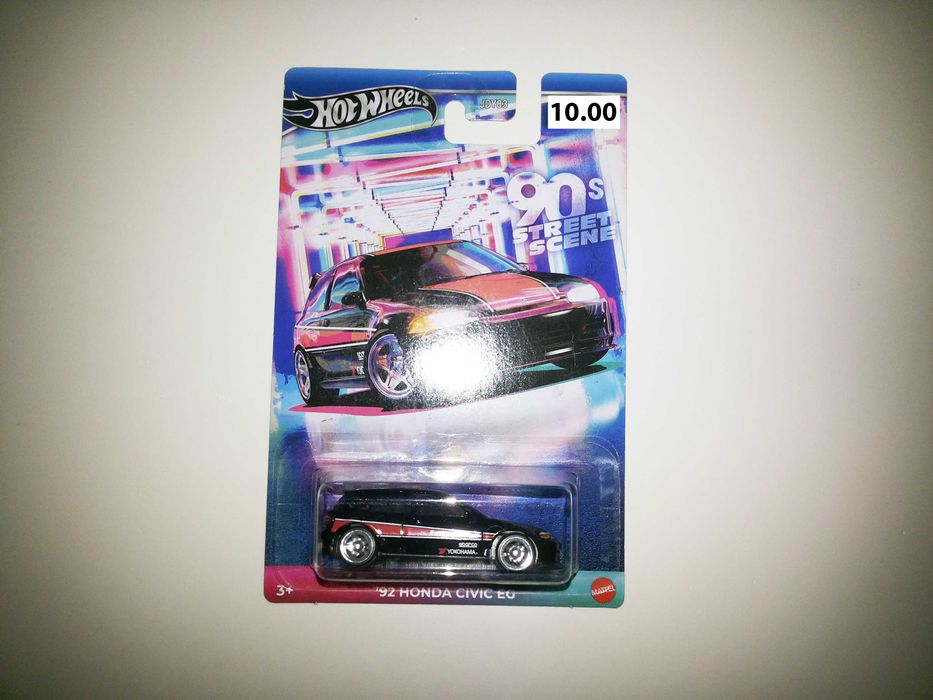 Hot Wheels
JDY83
10.00
90s
STREET
SCENE
sparco
YOKOHAMA
3+
'92 HONDA CIVIC EG
MATTEL